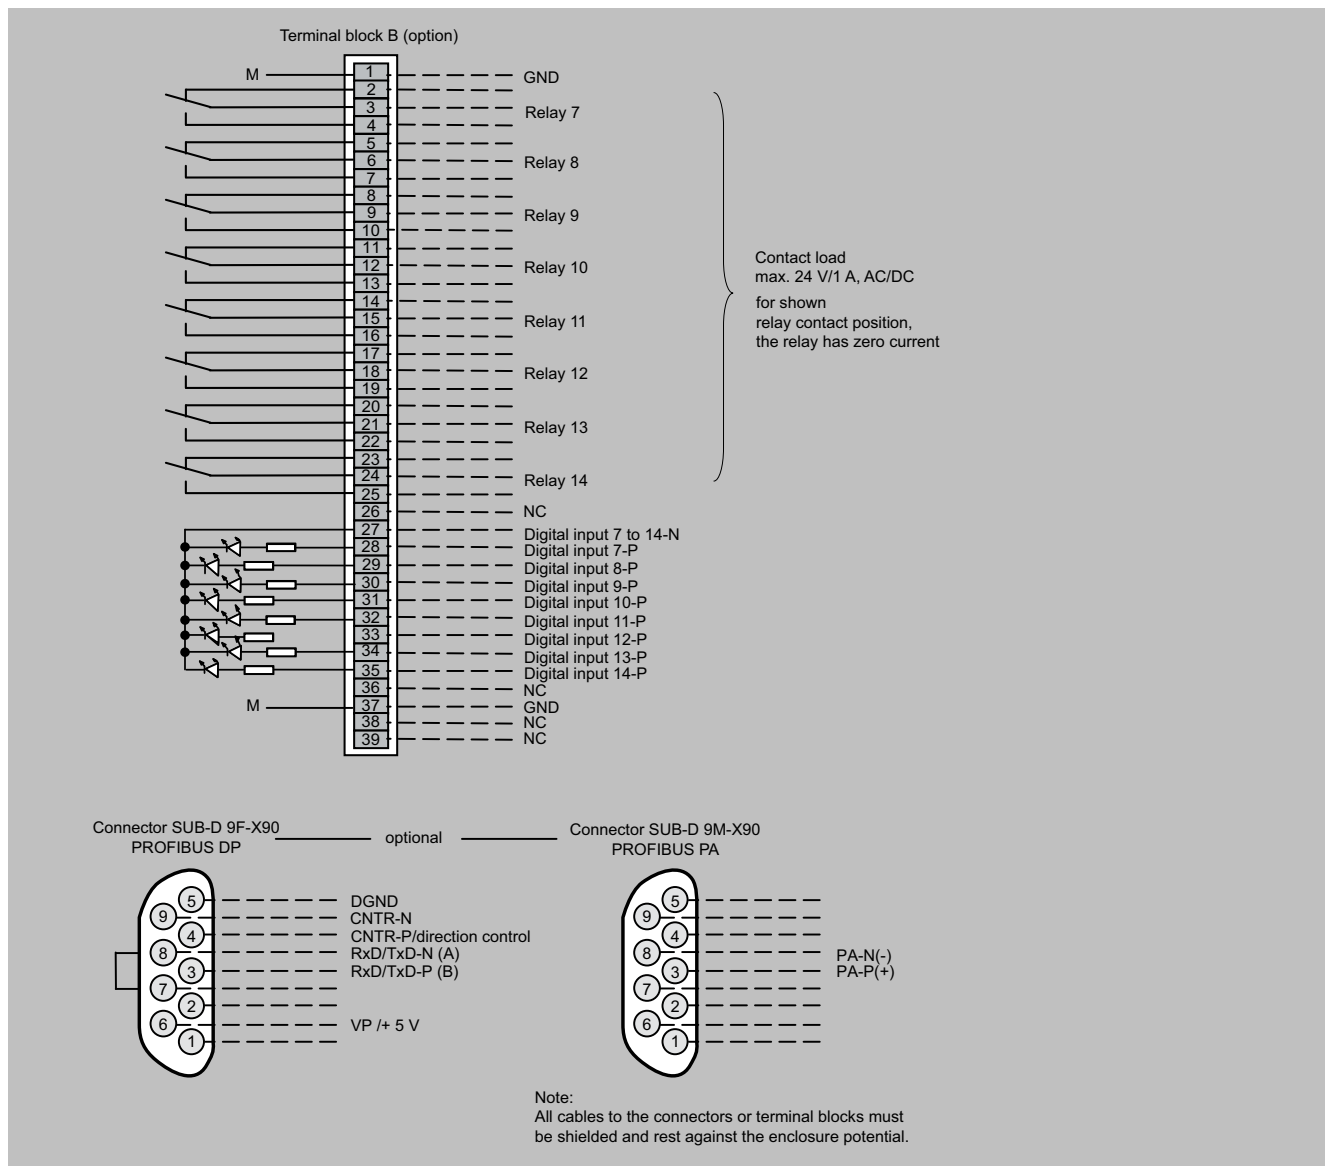 Terminal block B (option)
M 1 GND
2
3 Relay 7
4
5
6 Relay 8
7
8
9 Relay 9
10
11
12 Relay 10
13
14
15 Relay 11
16
17
18 Relay 12
19
20
21 Relay 13
22
23
24 Relay 14
25
Contact load
max. 24 V/1 A, AC/DC
for shown
relay contact position,
the relay has zero current
26 NC
27 Digital input 7 to 14-N
28 Digital input 7-P
29 Digital input 8-P
30 Digital input 9-P
31 Digital input 10-P
32 Digital input 11-P
33 Digital input 12-P
34 Digital input 13-P
35 Digital input 14-P
36 NC
M 37 GND
38 NC
39 NC
Connector SUB-D 9F-X90
PROFIBUS DP
optional
Connector SUB-D 9M-X90
PROFIBUS PA
5 DGND
9 CNTR-N
4 CNTR-P/direction control
8 RxD/TxD-N (A)
3 RxD/TxD-P (B)
7
2
6 VP /+ 5 V
1
5
9
4
8 PA-N(-)
3 PA-P(+)
7
2
6
1
Note:
All cables to the connectors or terminal blocks must
be shielded and rest against the enclosure potential.